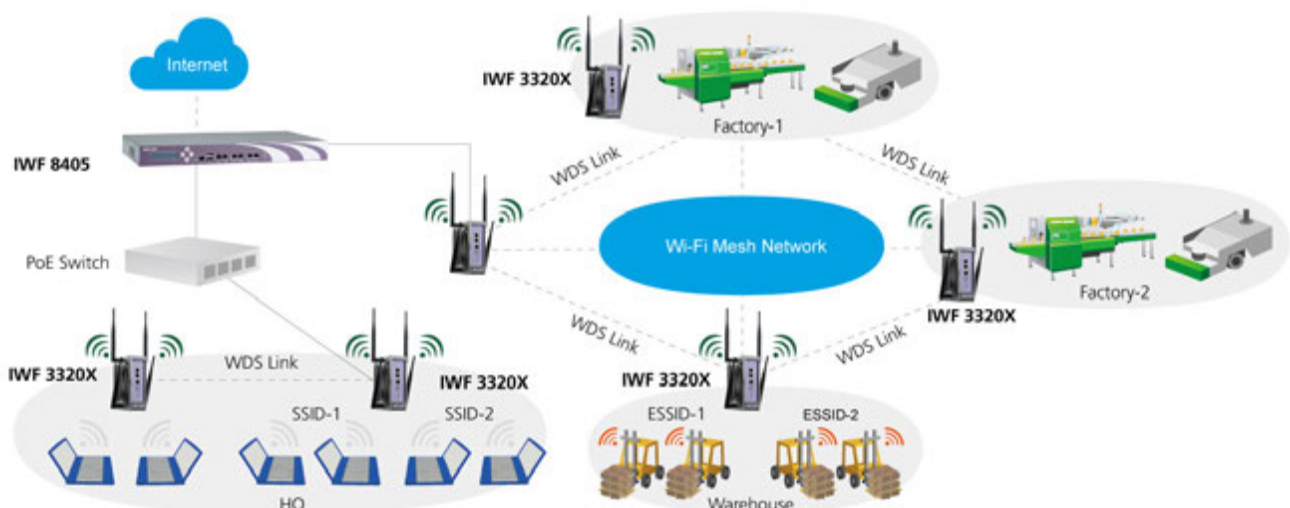 Internet
IWF 3320X
Factory-1
IWF 8405
WDS Link
WDS Link
PoE Switch
Wi-Fi Mesh Network
IWF 3320X
Factory-2
WDS Link
WDS Link
IWF 3320X
WDS Link
IWF 3320X
IWF 3320X
SSID-1
SSID-2
ESSID-1
ESSID-2
HQ
Warehouse